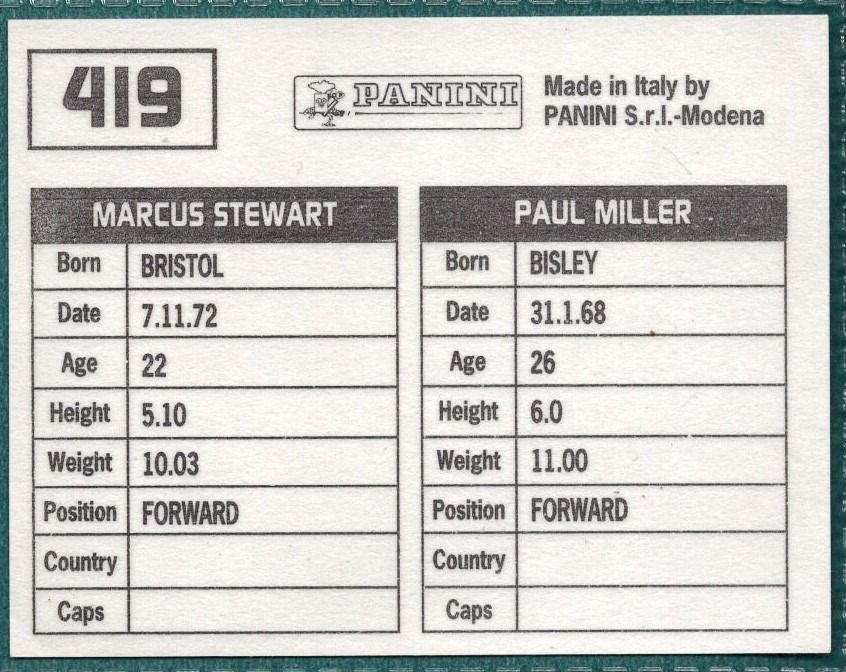 419
PANINI
Made in Italy by
PANINI S.r.l.-Modena
MARCUS STEWART
Born BRISTOL
Date 7.11.72
Age 22
Height 5.10
Weight 10.03
Position FORWARD
Country
Caps
PAUL MILLER
Born BISLEY
Date 31.1.68
Age 26
Height 6.0
Weight 11.00
Position FORWARD
Country
Caps